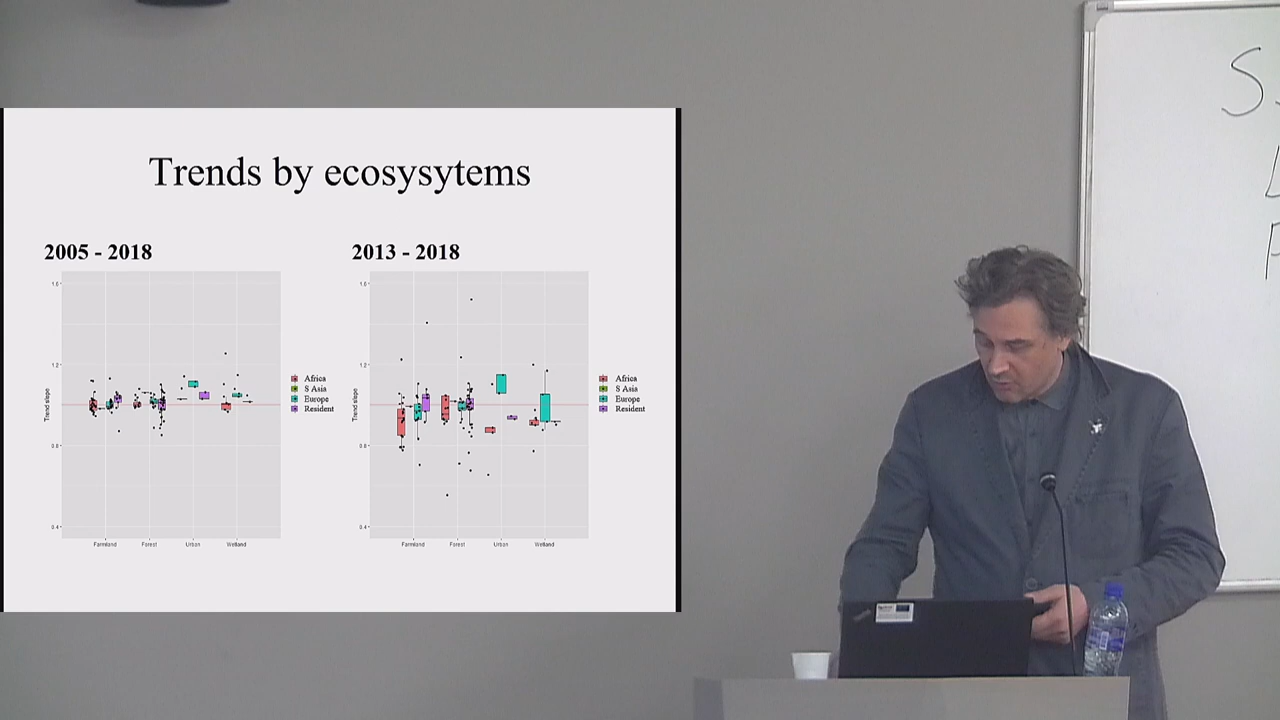 Trends by ecosysytems
2005 - 2018
2013 - 2018
1.6
1.2
0.8
0.4
Trend slope
Farmland
Forest
Urban
Wetland
Africa
S Asia
Europe
Resident
1.6
1.2
0.8
0.4
Trend slope
Farmland
Forest
Urban
Wetland
Africa
S Asia
Europe
Resident
S